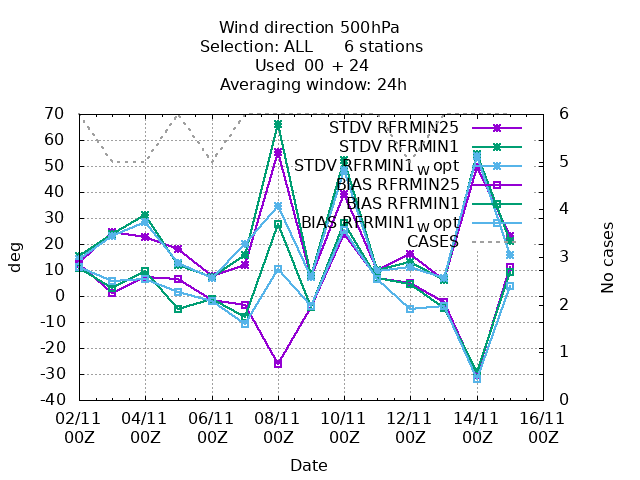 Wind direction 500hPa
Selection: ALL 6 stations
Used 00 + 24
Averaging window: 24h
STDV RFRMIN25
STDV RFRMIN1
STDV RFRMIN1w opt
BIAS RFRMIN25
BIAS RFRMIN1
BIAS RFRMIN1w opt
CASES
70
60
50
40
30
20
10
0
-10
-20
-30
-40
deg
6
5
4
3
2
1
0
No cases
02/11 04/11 06/11 08/11 10/11 12/11 14/11 16/11
00Z 00Z 00Z 00Z 00Z 00Z 00Z 00Z
Date